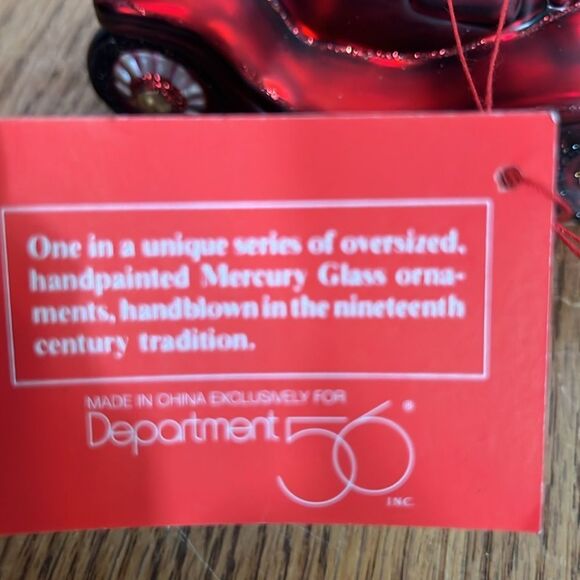 One in a unique series of oversized,
handpainted Mercury Glass orna-
ments, handblown in the nineteenth
century tradition.
MADE IN CHINA EXCLUSIVELY FOR
Department 56®
INC.